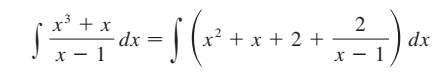 ∫ (x³ + x)/(x − 1) dx = ∫ (x² + x + 2 + 2/(x − 1)) dx